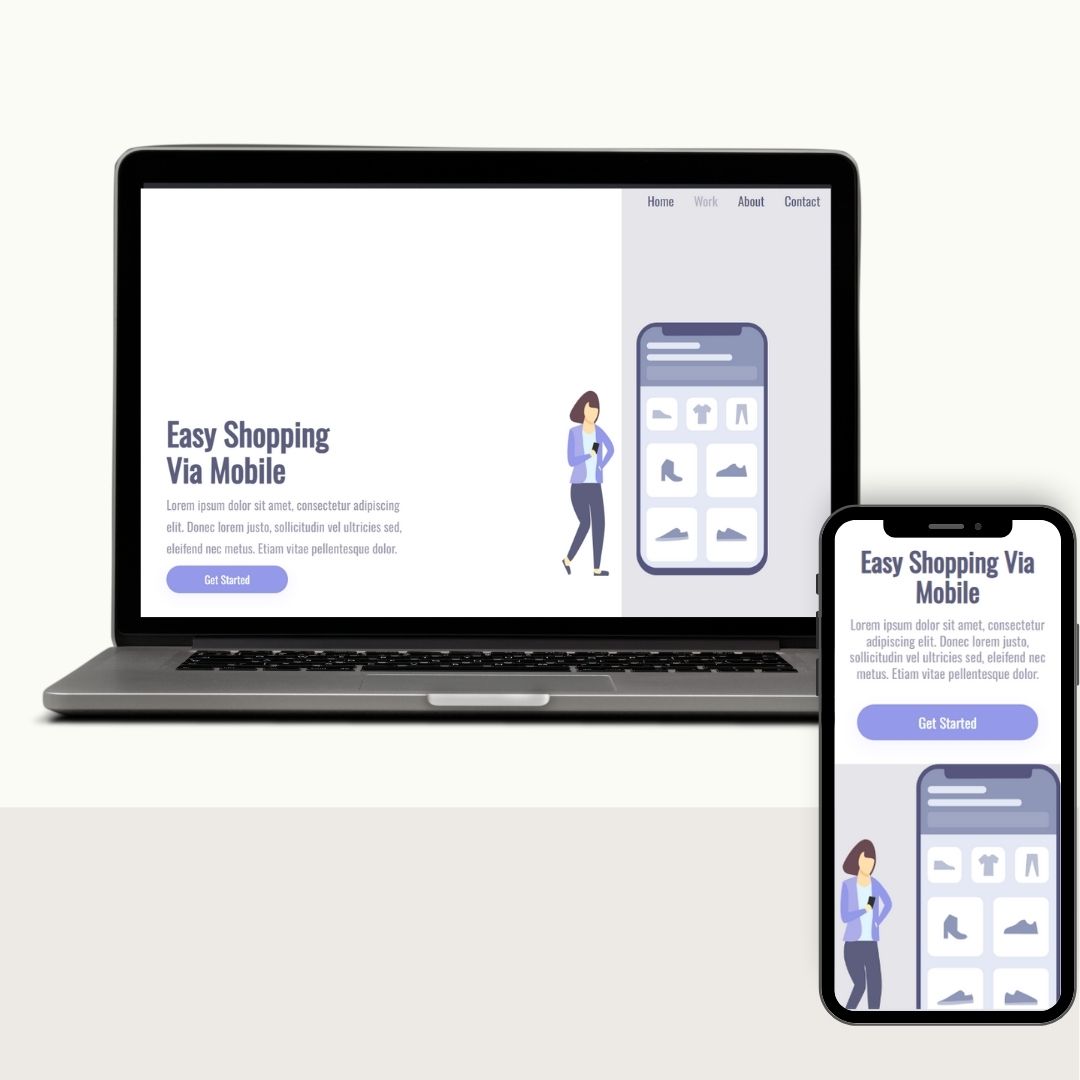 Home Work About Contact
Easy Shopping
Via Mobile
Lorem ipsum dolor sit amet, consectetur adipiscing
elit. Donec lorem justo, sollicitudin vel ultricies sed,
eleifend nec metus. Etiam vitae pellentesque dolor.
Get Started
Easy Shopping Via
Mobile
Lorem ipsum dolor sit amet, consectetur
adipiscing elit. Donec lorem justo,
sollicitudin vel ultricies sed, eleifend nec
metus. Etiam vitae pellentesque dolor.
Get Started